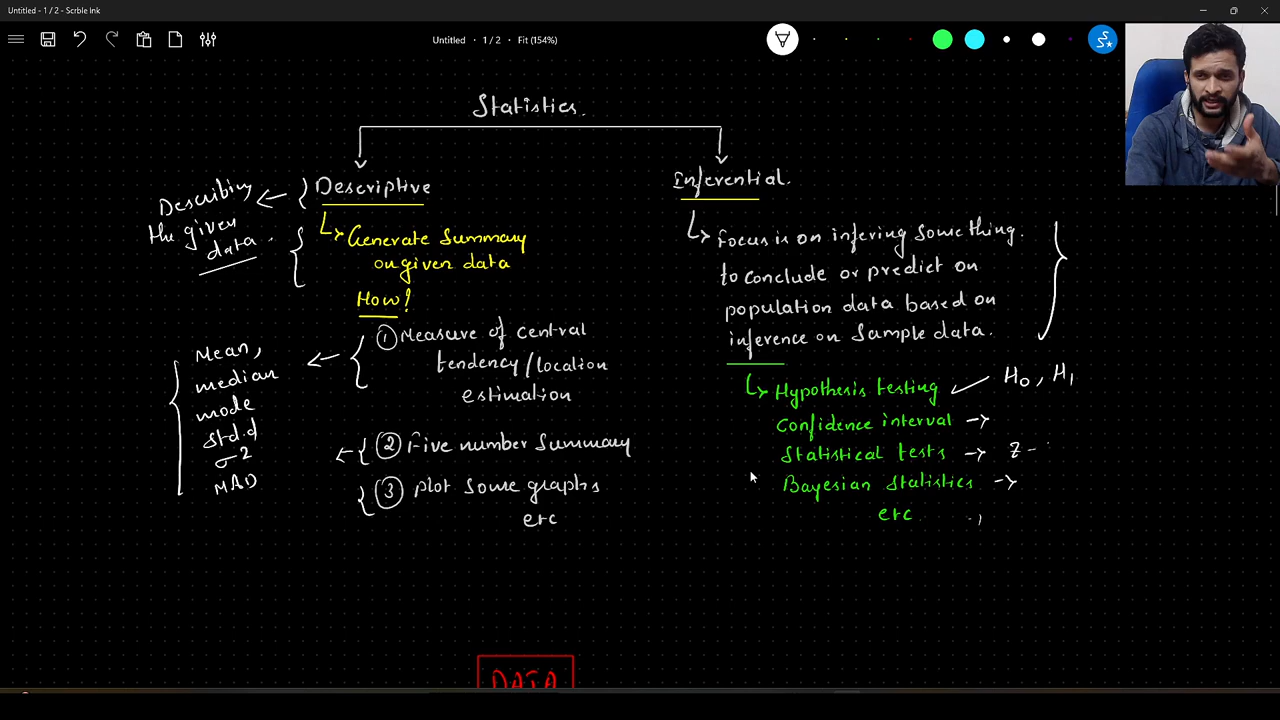 Untitled - 1 / 2 - Scrble Ink
Untitled • 1 / 2 • Fit (154%)
Statistics.
Describing
the given
data.
Descriptive
Generate Summary
on given data
How?
① Measure of central
tendency/location
estimation
② Five number Summary
③ plot some graphs
etc
Mean,
median
mode
std.d
σ²
MAD
Inferential.
Focus is on infering something.
to conclude or predict on
population data based on
inference on Sample data.
Hypothesis testing
H₀, H₁
Confidence interval →
Statistical tests → Z -
Bayesian Statistics →
etc
DATA